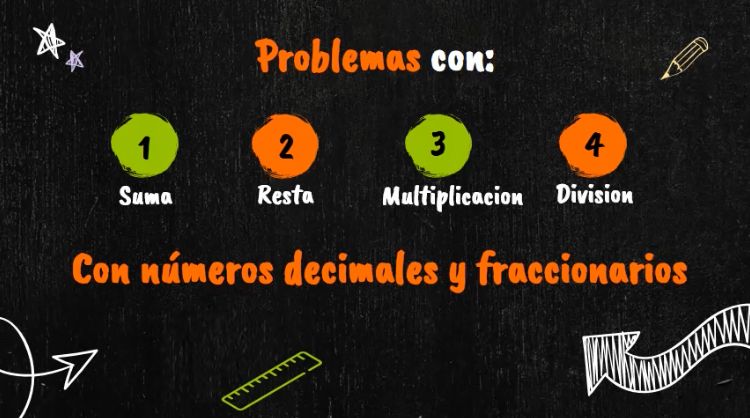 Problemas con:
1 2 3 4
Suma Resta Multiplicacion Division
Con números decimales y fraccionarios